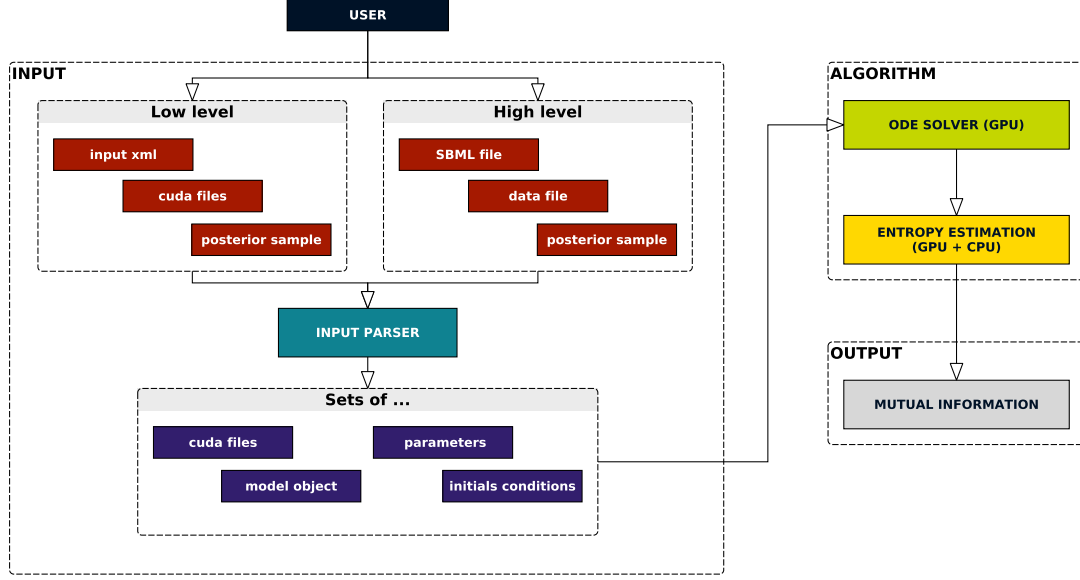 USER
INPUT
Low level
input xml
cuda files
posterior sample
High level
SBML file
data file
posterior sample
INPUT PARSER
Sets of ...
cuda files
parameters
model object
initials conditions
ALGORITHM
ODE SOLVER (GPU)
ENTROPY ESTIMATION
(GPU + CPU)
OUTPUT
MUTUAL INFORMATION